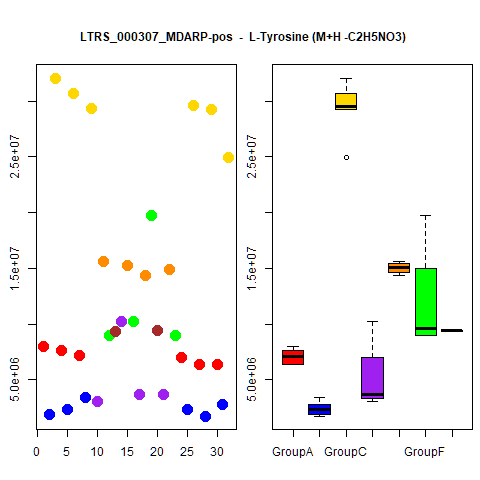 LTRS_000307_MDARP-pos - L-Tyrosine (M+H -C2H5NO3)
2.5e+07
1.5e+07
5.0e+06
0 5 10 15 20 25 30
2.5e+07
1.5e+07
5.0e+06
GroupA GroupC GroupF